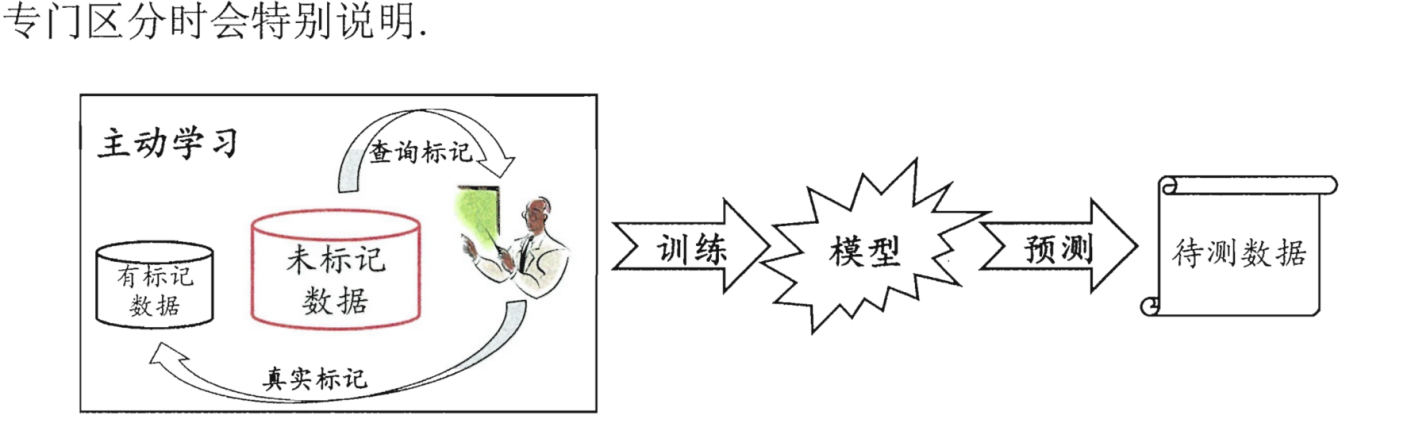 专门区分时会特别说明.
主动学习
查询标记
未标记
数据
有标记
数据
真实标记
训练
模型
预测
待测数据